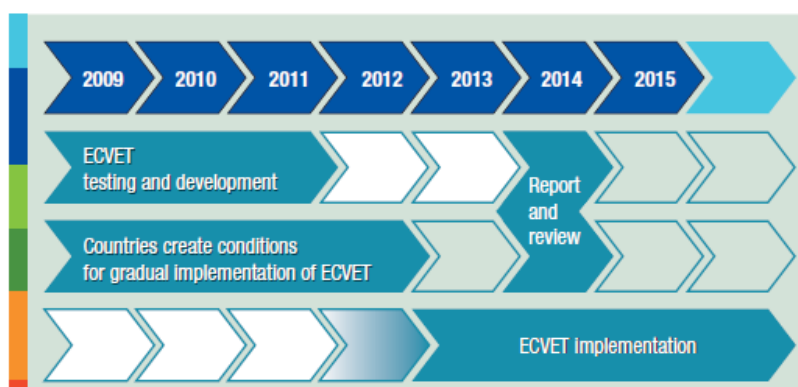 2009 2010 2011 2012 2013 2014 2015
ECVET
testing and development
Report
and
review
Countries create conditions
for gradual implementation of ECVET
ECVET implementation